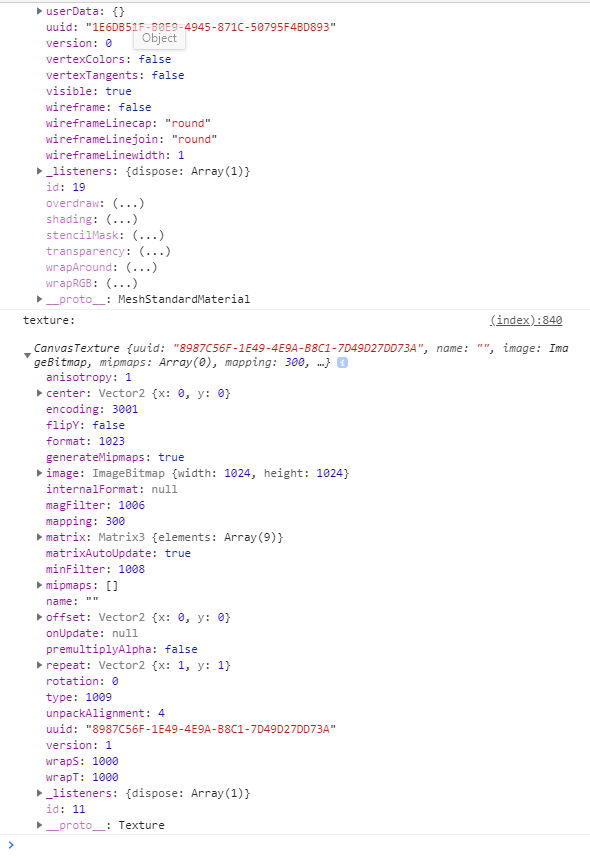 userData: {}
uuid: "1E6DB51F-B0E9-4945-871C-50795F4BD893"
Object
version: 0
vertexColors: false
vertexTangents: false
visible: true
wireframe: false
wireframeLinecap: "round"
wireframeLinejoin: "round"
wireframeLinewidth: 1
_listeners: {dispose: Array(1)}
id: 19
overdraw: (...)
shading: (...)
stencilMask: (...)
transparency: (...)
wrapAround: (...)
wrapRGB: (...)
__proto__: MeshStandardMaterial
texture: (index):840
CanvasTexture {uuid: "8987C56F-1E49-4E9A-B8C1-7D49D27DD73A", name: "", image: Ima
geBitmap, mipmaps: Array(0), mapping: 300, …} i
anisotropy: 1
center: Vector2 {x: 0, y: 0}
encoding: 3001
flipY: false
format: 1023
generateMipmaps: true
image: ImageBitmap {width: 1024, height: 1024}
internalFormat: null
magFilter: 1006
mapping: 300
matrix: Matrix3 {elements: Array(9)}
matrixAutoUpdate: true
minFilter: 1008
mipmaps: []
name: ""
offset: Vector2 {x: 0, y: 0}
onUpdate: null
premultiplyAlpha: false
repeat: Vector2 {x: 1, y: 1}
rotation: 0
type: 1009
unpackAlignment: 4
uuid: "8987C56F-1E49-4E9A-B8C1-7D49D27DD73A"
version: 1
wrapS: 1000
wrapT: 1000
_listeners: {dispose: Array(1)}
id: 11
__proto__: Texture